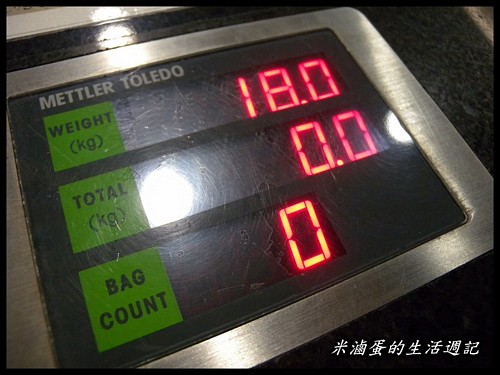 METTLER TOLEDO
WEIGHT
(kg)
18.0
TOTAL
(kg)
0.0
BAG
COUNT
0
米滷蛋的生活週記